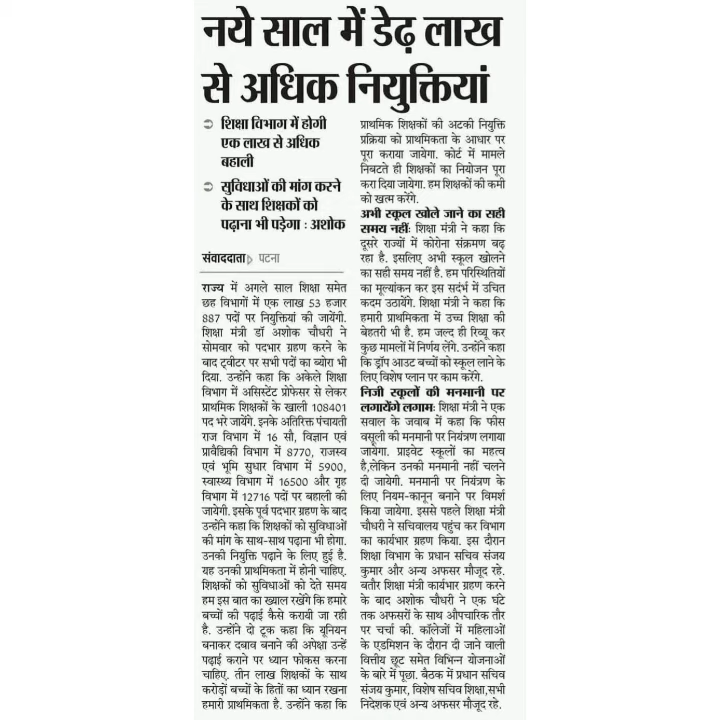 नये साल में डेढ़ लाख
से अधिक नियुक्तियां
शिक्षा विभाग में होगी
एक लाख से अधिक
बहाली
सुविधाओं की मांग करने
के साथ शिक्षकों को
पढ़ाना भी पड़ेगा : अशोक
संवाददाता पटना
राज्य में अगले साल शिक्षा समेत
छह विभागों में एक लाख 53 हजार
887 पदों पर नियुक्तियां की जायेंगी.
शिक्षा मंत्री डॉ अशोक चौधरी ने
सोमवार को पदभार ग्रहण करने के
बाद ट्वीटर पर सभी पदों का ब्योरा भी
दिया. उन्होंने कहा कि अकेले शिक्षा
विभाग में असिस्टेंट प्रोफेसर से लेकर
प्राथमिक शिक्षकों के खाली 108401
पद भरे जायेंगे. इनके अतिरिक्त पंचायती
राज विभाग में 16 सौ, विज्ञान एवं
प्रावैद्यिकी विभाग में 8770, राजस्व
एवं भूमि सुधार विभाग में 5900,
स्वास्थ्य विभाग में 16500 और गृह
विभाग में 12716 पदों पर बहाली की
जायेगी. इसके पूर्व पदभार ग्रहण के बाद
उन्होंने कहा कि शिक्षकों को सुविधाओं
की मांग के साथ-साथ पढ़ाना भी होगा.
उनकी नियुक्ति पढ़ाने के लिए हुई है.
यह उनकी प्राथमिकता में होनी चाहिए.
शिक्षकों को सुविधाओं को देते समय
हम इस बात का ख्याल रखेंगे कि हमारे
बच्चों की पढ़ाई कैसे करायी जा रही
है. उन्होंने दो टूक कहा कि यूनियन
बनाकर दबाव बनाने की अपेक्षा उन्हें
पढ़ाई कराने पर ध्यान फोकस करना
चाहिए. तीन लाख शिक्षकों के साथ
करोड़ों बच्चों के हितों का ध्यान रखना
हमारी प्राथमिकता है. उन्होंने कहा कि
प्राथमिक शिक्षकों की अटकी नियुक्ति
प्रक्रिया को प्राथमिकता के आधार पर
पूरा कराया जायेगा. कोर्ट में मामले
निबटते ही शिक्षकों का नियोजन पूरा
करा दिया जायेगा. हम शिक्षकों की कमी
को खत्म करेंगे.
अभी स्कूल खोले जाने का सही
समय नहीं: शिक्षा मंत्री ने कहा कि
दूसरे राज्यों में कोरोना संक्रमण बढ़
रहा है. इसलिए अभी स्कूल खोलने
का सही समय नहीं है. हम परिस्थितियों
का मूल्यांकन कर इस सदर्भ में उचित
कदम उठायेंगे. शिक्षा मंत्री ने कहा कि
हमारी प्राथमिकता में उच्च शिक्षा की
बेहतरी भी है. हम जल्द ही रिव्यू कर
कुछ मामलों में निर्णय लेंगे. उन्होंने कहा
कि ड्रॉप आउट बच्चों को स्कूल लाने के
लिए विशेष प्लान पर काम करेंगे.
निजी स्कूलों की मनमानी पर
लगायेंगे लगाम: शिक्षा मंत्री ने एक
सवाल के जवाब में कहा कि फीस
वसूली की मनमानी पर नियंत्रण लगाया
जायेगा. प्राइवेट स्कूलों का महत्व
है,लेकिन उनकी मनमानी नहीं चलने
दी जायेगी. मनमानी पर नियंत्रण के
लिए नियम-कानून बनाने पर विमर्श
किया जायेगा. इससे पहले शिक्षा मंत्री
चौधरी ने सचिवालय पहुंच कर विभाग
का कार्यभार ग्रहण किया. इस दौरान
शिक्षा विभाग के प्रधान सचिव संजय
कुमार और अन्य अफसर मौजूद रहे.
बतौर शिक्षा मंत्री कार्यभार ग्रहण करने
के बाद अशोक चौधरी ने एक घंटे
तक अफसरों के साथ औपचारिक तौर
पर चर्चा की. कॉलेजों में महिलाओं
के एडमिशन के दौरान दी जाने वाली
वित्तीय छूट समेत विभिन्न योजनाओं
के बारे में पूछा. बैठक में प्रधान सचिव
संजय कुमार, विशेष सचिव शिक्षा,सभी
निदेशक एवं अन्य अफसर मौजूद रहे.